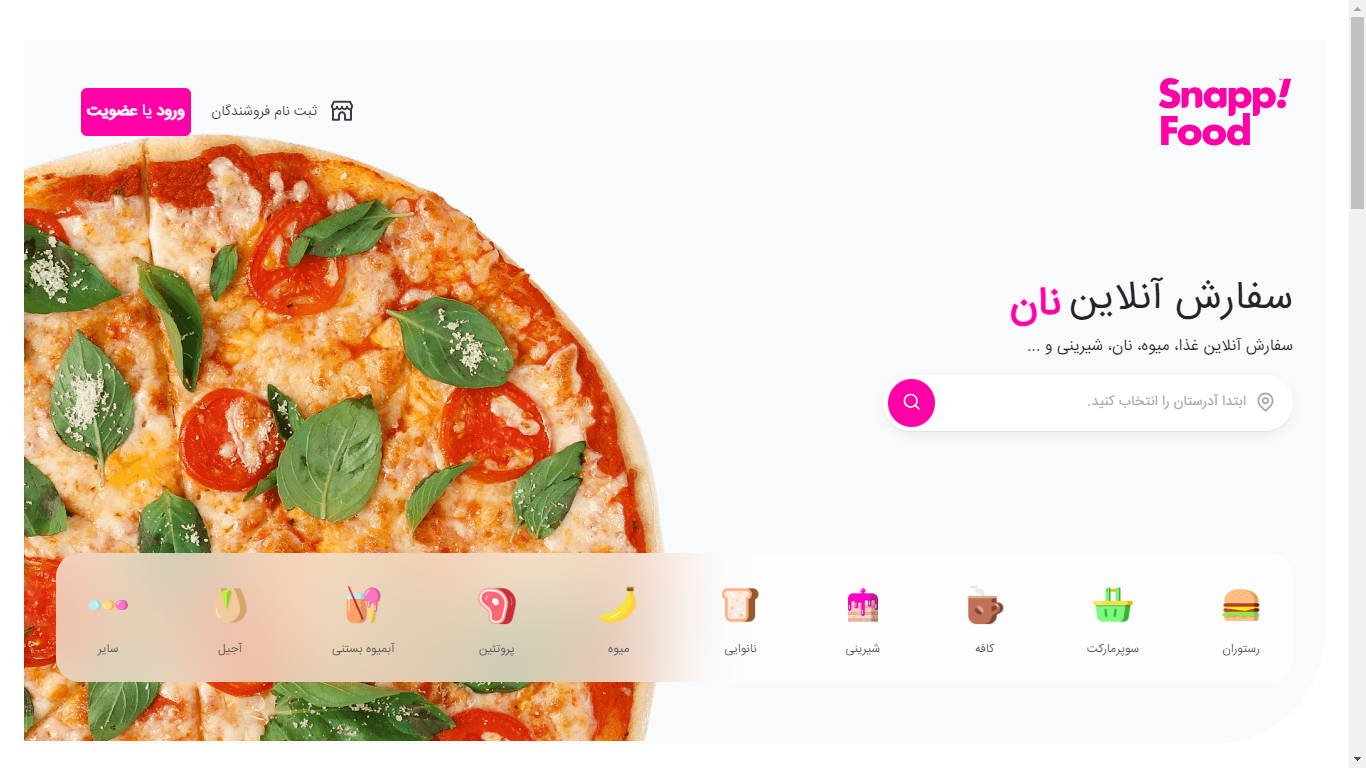 Snapp!
Food
ثبت نام فروشندگان
ورود یا عضویت
سفارش آنلاین نان
سفارش آنلاین غذا، میوه، نان، شیرینی و ...
ابتدا آدرستان را انتخاب کنید.
رستوران
سوپرمارکت
کافه
شیرینی
نانوایی
میوه
پروتئین
آبمیوه بستنی
آجیل
سایر